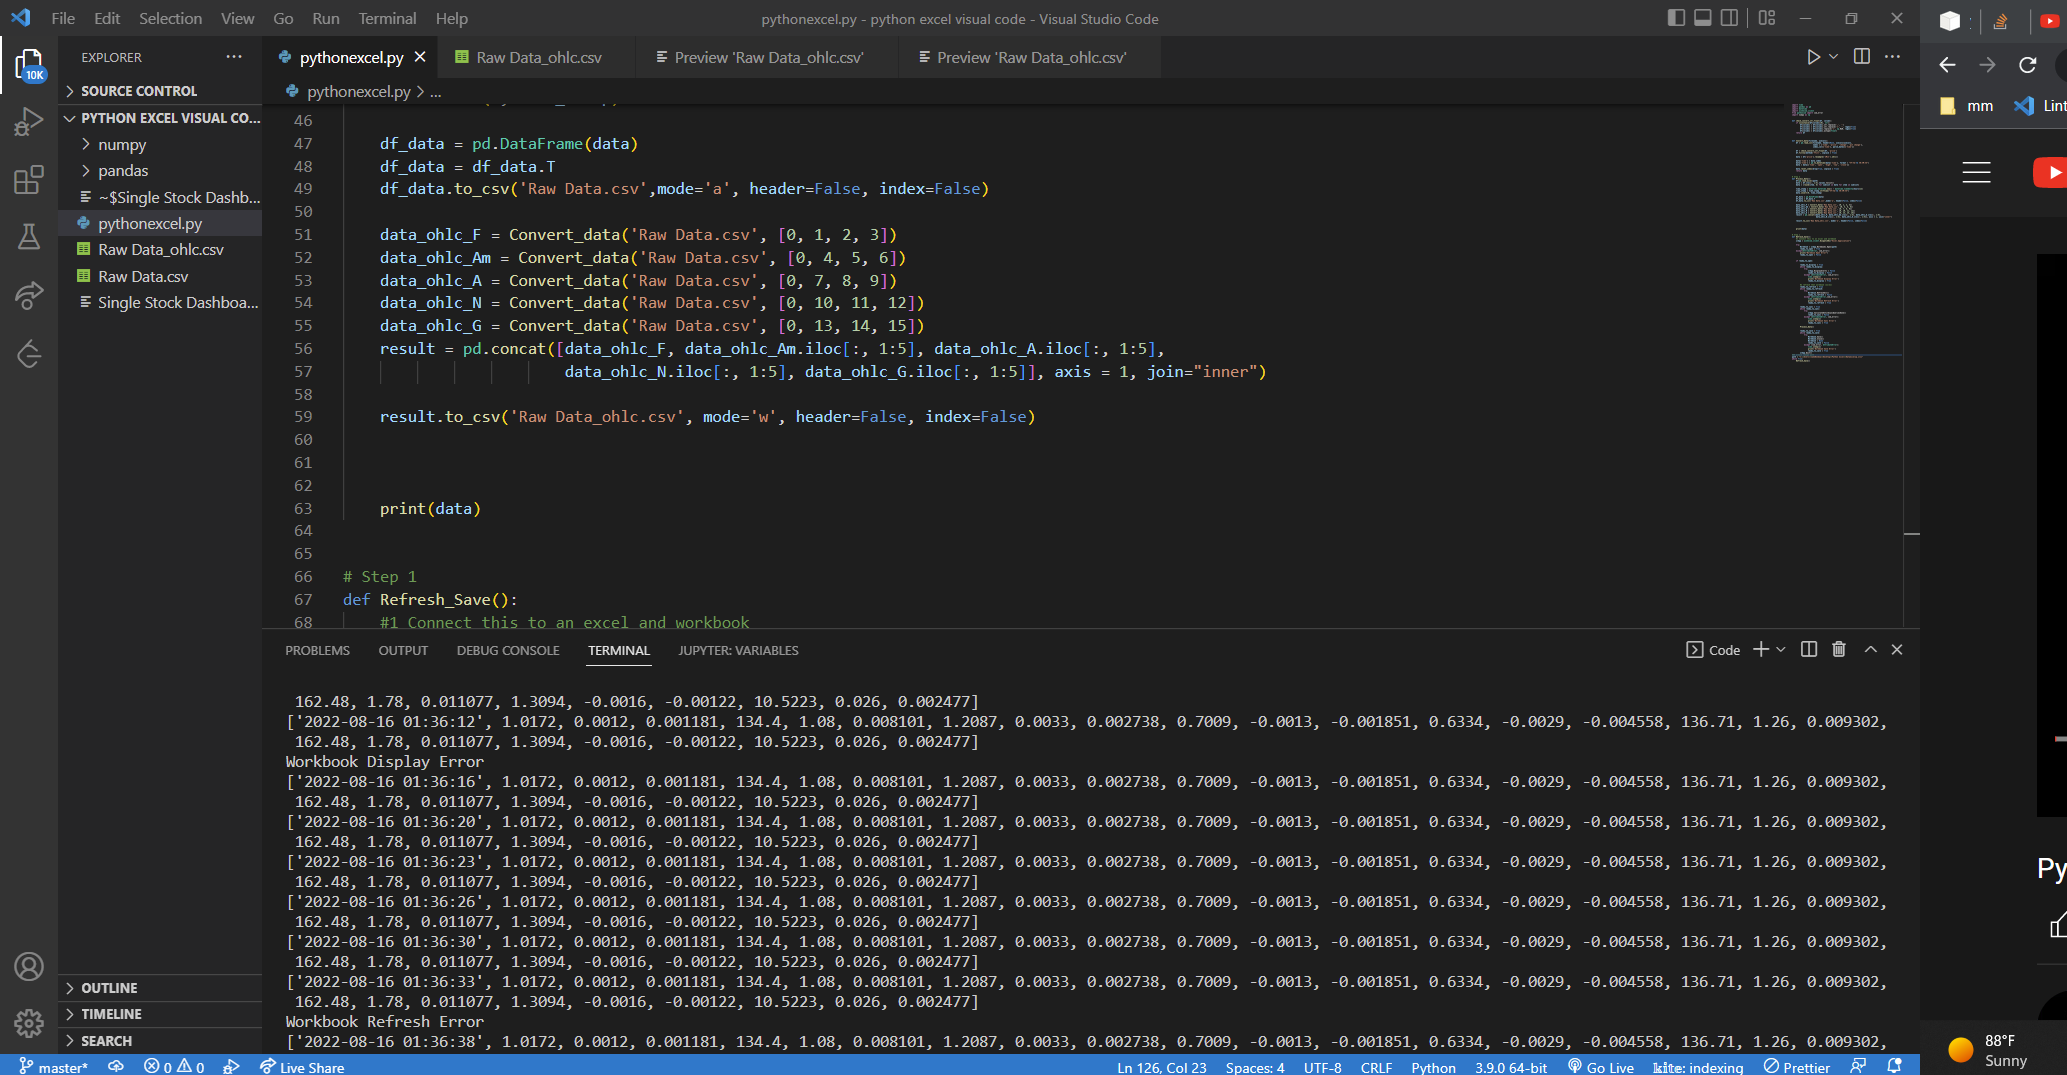 File Edit Selection View Go Run Terminal Help
pythonexcel.py - python excel visual code - Visual Studio Code
EXPLORER
10K
SOURCE CONTROL
PYTHON EXCEL VISUAL CO...
numpy
pandas
~$Single Stock Dashb...
pythonexcel.py
Raw Data_ohlc.csv
Raw Data.csv
Single Stock Dashboa...
OUTLINE
TIMELINE
SEARCH
pythonexcel.py Raw Data_ohlc.csv Preview 'Raw Data_ohlc.csv' Preview 'Raw Data_ohlc.csv'
pythonexcel.py > ...
46
47 df_data = pd.DataFrame(data)
48 df_data = df_data.T
49 df_data.to_csv('Raw Data.csv',mode='a', header=False, index=False)
50
51 data_ohlc_F = Convert_data('Raw Data.csv', [0, 1, 2, 3])
52 data_ohlc_Am = Convert_data('Raw Data.csv', [0, 4, 5, 6])
53 data_ohlc_A = Convert_data('Raw Data.csv', [0, 7, 8, 9])
54 data_ohlc_N = Convert_data('Raw Data.csv', [0, 10, 11, 12])
55 data_ohlc_G = Convert_data('Raw Data.csv', [0, 13, 14, 15])
56 result = pd.concat([data_ohlc_F, data_ohlc_Am.iloc[:, 1:5], data_ohlc_A.iloc[:, 1:5],
57 data_ohlc_N.iloc[:, 1:5], data_ohlc_G.iloc[:, 1:5]], axis = 1, join="inner")
58
59 result.to_csv('Raw Data_ohlc.csv', mode='w', header=False, index=False)
60
61
62
63 print(data)
64
65
66 # Step 1
67 def Refresh_Save():
68 #1 Connect this to an excel and workbook
PROBLEMS OUTPUT DEBUG CONSOLE TERMINAL JUPYTER: VARIABLES
Code
162.48, 1.78, 0.011077, 1.3094, -0.0016, -0.00122, 10.5223, 0.026, 0.002477]
['2022-08-16 01:36:12', 1.0172, 0.0012, 0.001181, 134.4, 1.08, 0.008101, 1.2087, 0.0033, 0.002738, 0.7009, -0.0013, -0.001851, 0.6334, -0.0029, -0.004558, 136.71, 1.26, 0.009302,
162.48, 1.78, 0.011077, 1.3094, -0.0016, -0.00122, 10.5223, 0.026, 0.002477]
Workbook Display Error
['2022-08-16 01:36:16', 1.0172, 0.0012, 0.001181, 134.4, 1.08, 0.008101, 1.2087, 0.0033, 0.002738, 0.7009, -0.0013, -0.001851, 0.6334, -0.0029, -0.004558, 136.71, 1.26, 0.009302,
162.48, 1.78, 0.011077, 1.3094, -0.0016, -0.00122, 10.5223, 0.026, 0.002477]
['2022-08-16 01:36:20', 1.0172, 0.0012, 0.001181, 134.4, 1.08, 0.008101, 1.2087, 0.0033, 0.002738, 0.7009, -0.0013, -0.001851, 0.6334, -0.0029, -0.004558, 136.71, 1.26, 0.009302,
162.48, 1.78, 0.011077, 1.3094, -0.0016, -0.00122, 10.5223, 0.026, 0.002477]
['2022-08-16 01:36:23', 1.0172, 0.0012, 0.001181, 134.4, 1.08, 0.008101, 1.2087, 0.0033, 0.002738, 0.7009, -0.0013, -0.001851, 0.6334, -0.0029, -0.004558, 136.71, 1.26, 0.009302,
162.48, 1.78, 0.011077, 1.3094, -0.0016, -0.00122, 10.5223, 0.026, 0.002477]
['2022-08-16 01:36:26', 1.0172, 0.0012, 0.001181, 134.4, 1.08, 0.008101, 1.2087, 0.0033, 0.002738, 0.7009, -0.0013, -0.001851, 0.6334, -0.0029, -0.004558, 136.71, 1.26, 0.009302,
162.48, 1.78, 0.011077, 1.3094, -0.0016, -0.00122, 10.5223, 0.026, 0.002477]
['2022-08-16 01:36:30', 1.0172, 0.0012, 0.001181, 134.4, 1.08, 0.008101, 1.2087, 0.0033, 0.002738, 0.7009, -0.0013, -0.001851, 0.6334, -0.0029, -0.004558, 136.71, 1.26, 0.009302,
162.48, 1.78, 0.011077, 1.3094, -0.0016, -0.00122, 10.5223, 0.026, 0.002477]
['2022-08-16 01:36:33', 1.0172, 0.0012, 0.001181, 134.4, 1.08, 0.008101, 1.2087, 0.0033, 0.002738, 0.7009, -0.0013, -0.001851, 0.6334, -0.0029, -0.004558, 136.71, 1.26, 0.009302,
162.48, 1.78, 0.011077, 1.3094, -0.0016, -0.00122, 10.5223, 0.026, 0.002477]
Workbook Refresh Error
['2022-08-16 01:36:38', 1.0172, 0.0012, 0.001181, 134.4, 1.08, 0.008101, 1.2087, 0.0033, 0.002738, 0.7009, -0.0013, -0.001851, 0.6334, -0.0029, -0.004558, 136.71, 1.26, 0.009302,
master* 0 0 Live Share Ln 126, Col 23 Spaces: 4 UTF-8 CRLF Python 3.9.0 64-bit Go Live kite: indexing Prettier
mm Lint
Py
88°F
Sunny